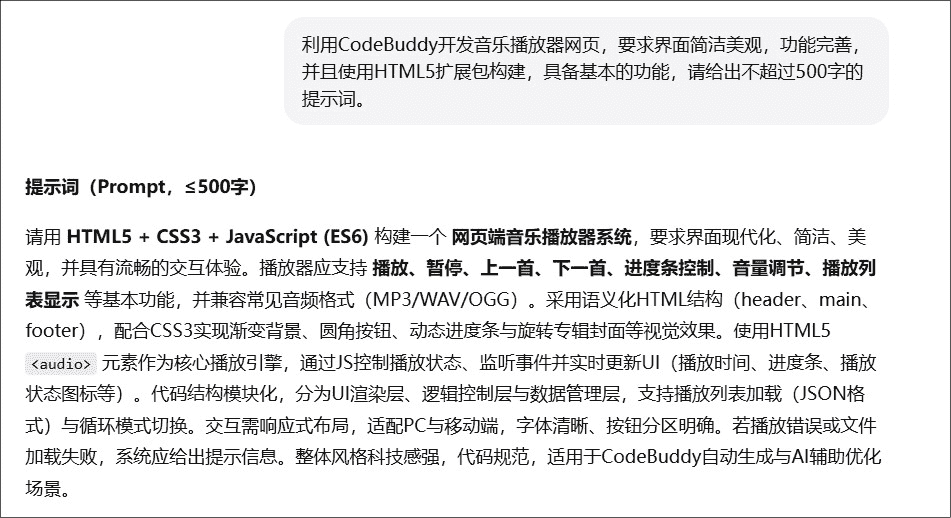 利用CodeBuddy开发音乐播放器网页，要求界面简洁美观，功能完善，
并且使用HTML5扩展包构建，具备基本的功能，请给出不超过500字的
提示词。
提示词（Prompt，≤500字）
请用 HTML5 + CSS3 + JavaScript (ES6) 构建一个 网页端音乐播放器系统，要求界面现代化、简洁、美
观，并具有流畅的交互体验。播放器应支持 播放、暂停、上一首、下一首、进度条控制、音量调节、播放列
表显示 等基本功能，并兼容常见音频格式（MP3/WAV/OGG）。采用语义化HTML结构（header、main、
footer），配合CSS3实现渐变背景、圆角按钮、动态进度条与旋转专辑封面等视觉效果。使用HTML5
<audio> 元素作为核心播放引擎，通过JS控制播放状态、监听事件并实时更新UI（播放时间、进度条、播放
状态图标等）。代码结构模块化，分为UI渲染层、逻辑控制层与数据管理层，支持播放列表加载（JSON格
式）与循环模式切换。交互需响应式布局，适配PC与移动端，字体清晰、按钮分区明确。若播放错误或文件
加载失败，系统应给出提示信息。整体风格科技感强，代码规范，适用于CodeBuddy自动生成与AI辅助优化
场景。